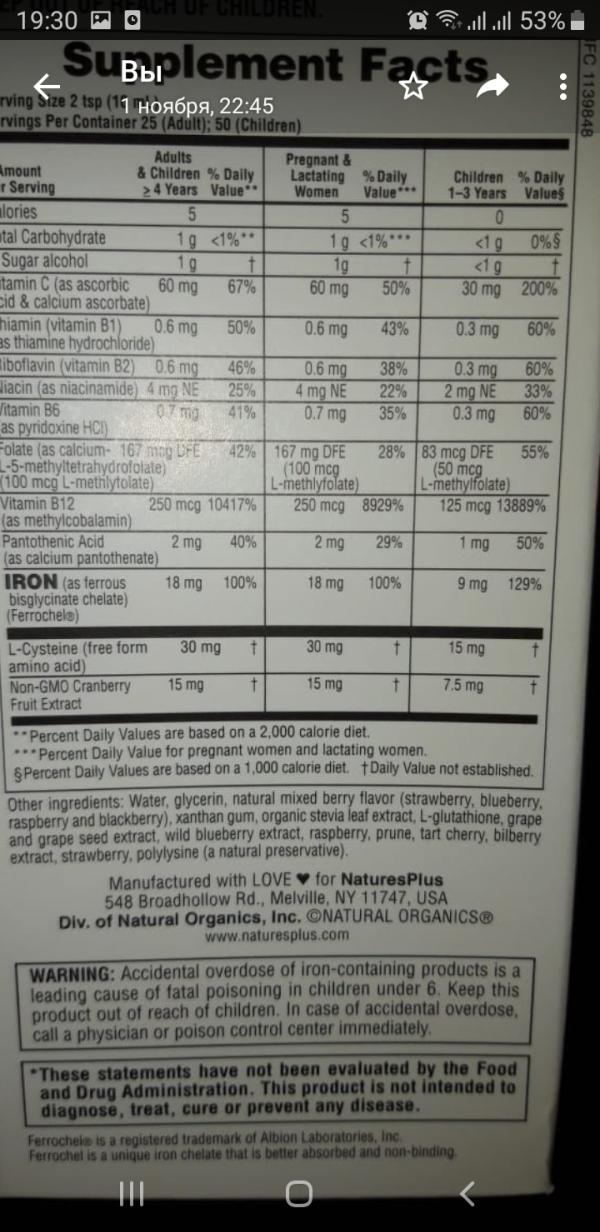 19:30 53%
EP OUT OF REACH OF CHILDREN.
Supplement Facts
Вы
1 ноября, 22:45
rving Size 2 tsp (
rvings Per Container 25 (Adult); 50 (Children)
FC 1139848
Amount
r Serving
Adults & Children ≥ 4 Years % Daily Value**
Pregnant & Lactating Women % Daily Value***
Children 1–3 Years % Daily Value§
lories 5 5 0
tal Carbohydrate 1 g <1%** 1 g <1%*** <1 g 0%§
Sugar alcohol 1 g † 1g † <1 g †
itamin C (as ascorbic 60 mg 67% 60 mg 50% 30 mg 200%
cid & calcium ascorbate)
hiamin (vitamin B1) 0.6 mg 50% 0.6 mg 43% 0.3 mg 60%
as thiamine hydrochloride)
iboflavin (vitamin B2) 0.6 mg 46% 0.6 mg 38% 0.3 mg 60%
Niacin (as niacinamide) 4 mg NE 25% 4 mg NE 22% 2 mg NE 33%
Vitamin B6 0.7 mg 41% 0.7 mg 35% 0.3 mg 60%
(as pyridoxine HCl)
Folate (as calcium- 167 mcg DFE 42% 167 mg DFE 28% 83 mcg DFE 55%
L-5-methyltetrahydrofolate) (100 mcg (50 mcg
(100 mcg L-methlyfolate) L-methlyfolate) L-methylfolate)
Vitamin B12 250 mcg 10417% 250 mcg 8929% 125 mcg 13889%
(as methylcobalamin)
Pantothenic Acid 2 mg 40% 2 mg 29% 1 mg 50%
(as calcium pantothenate)
IRON (as ferrous 18 mg 100% 18 mg 100% 9 mg 129%
bisglycinate chelate)
(Ferrochel®)
L-Cysteine (free form 30 mg † 30 mg † 15 mg †
amino acid)
Non-GMO Cranberry 15 mg † 15 mg † 7.5 mg †
Fruit Extract
**Percent Daily Values are based on a 2,000 calorie diet.
***Percent Daily Value for pregnant women and lactating women.
§Percent Daily Values are based on a 1,000 calorie diet. †Daily Value not established.
Other ingredients: Water, glycerin, natural mixed berry flavor (strawberry, blueberry,
raspberry and blackberry), xanthan gum, organic stevia leaf extract, L-glutathione, grape
and grape seed extract, wild blueberry extract, raspberry, prune, tart cherry, bilberry
extract, strawberry, polylysine (a natural preservative).
Manufactured with LOVE ♥ for NaturesPlus
548 Broadhollow Rd., Melville, NY 11747, USA
Div. of Natural Organics, Inc. ©NATURAL ORGANICS®
www.naturesplus.com
WARNING: Accidental overdose of iron-containing products is a
leading cause of fatal poisoning in children under 6. Keep this
product out of reach of children. In case of accidental overdose,
call a physician or poison control center immediately.
*These statements have not been evaluated by the Food
and Drug Administration. This product is not intended to
diagnose, treat, cure or prevent any disease.
Ferrochel® is a registered trademark of Albion Laboratories, Inc.
Ferrochel is a unique iron chelate that is better absorbed and non-binding.